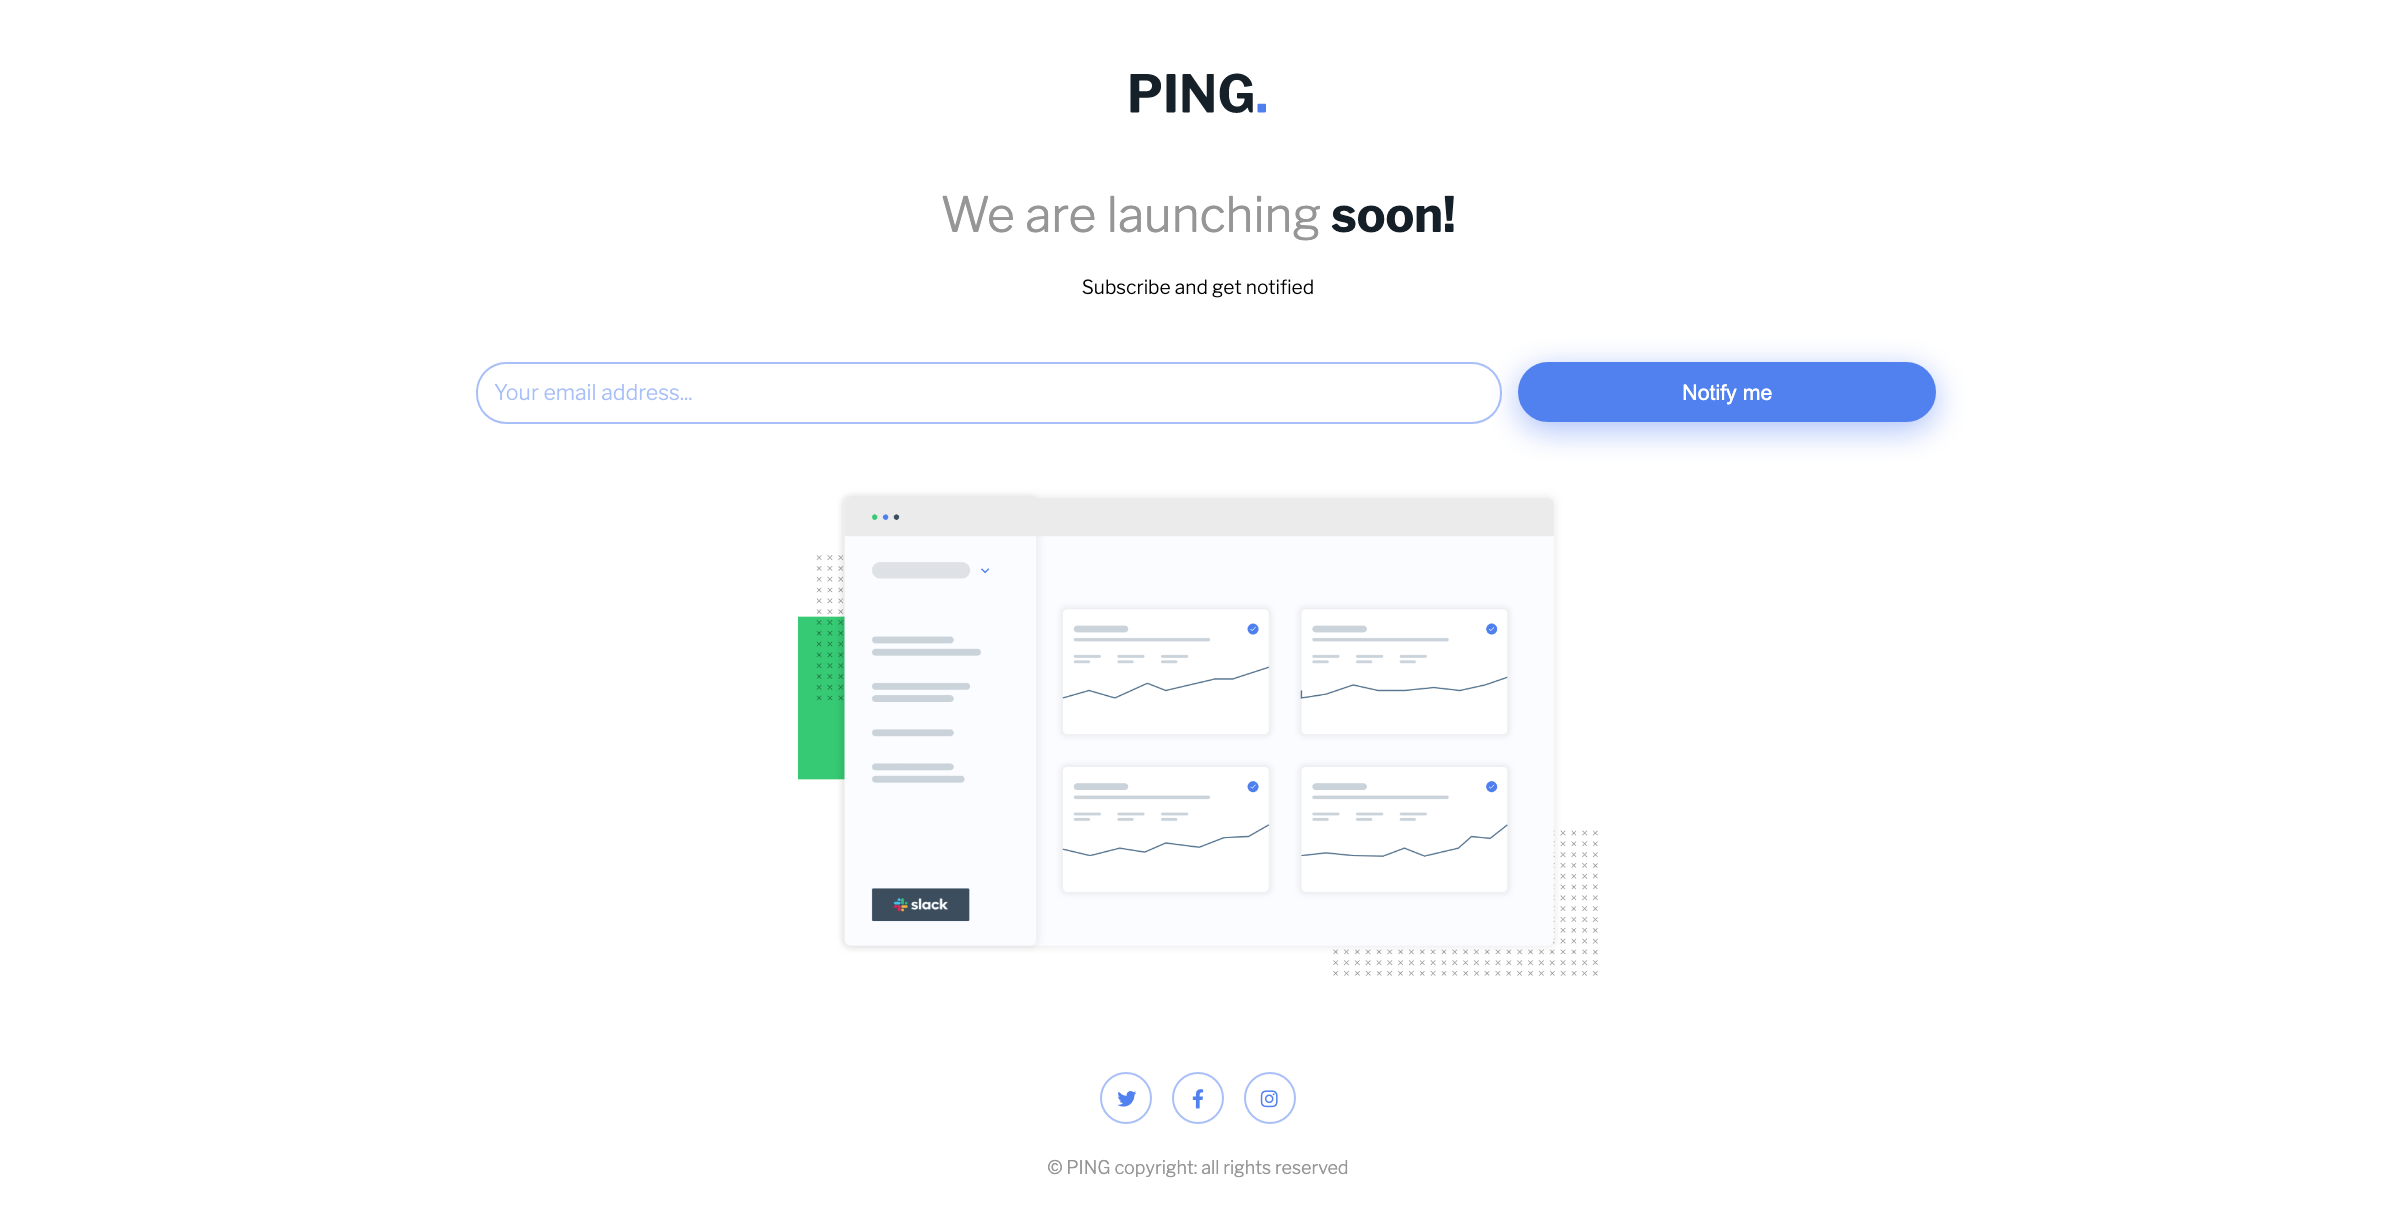 PING.
We are launching soon!
Subscribe and get notified
Your email address...
Notify me
slack
© PING copyright: all rights reserved